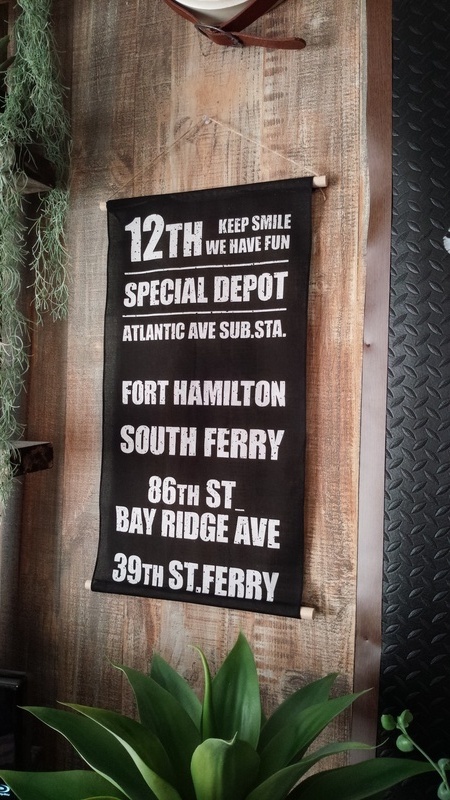 12TH KEEP SMILE
WE HAVE FUN
SPECIAL DEPOT
ATLANTIC AVE SUB.STA.
FORT HAMILTON
SOUTH FERRY
86TH ST_
BAY RIDGE AVE
39TH ST.FERRY